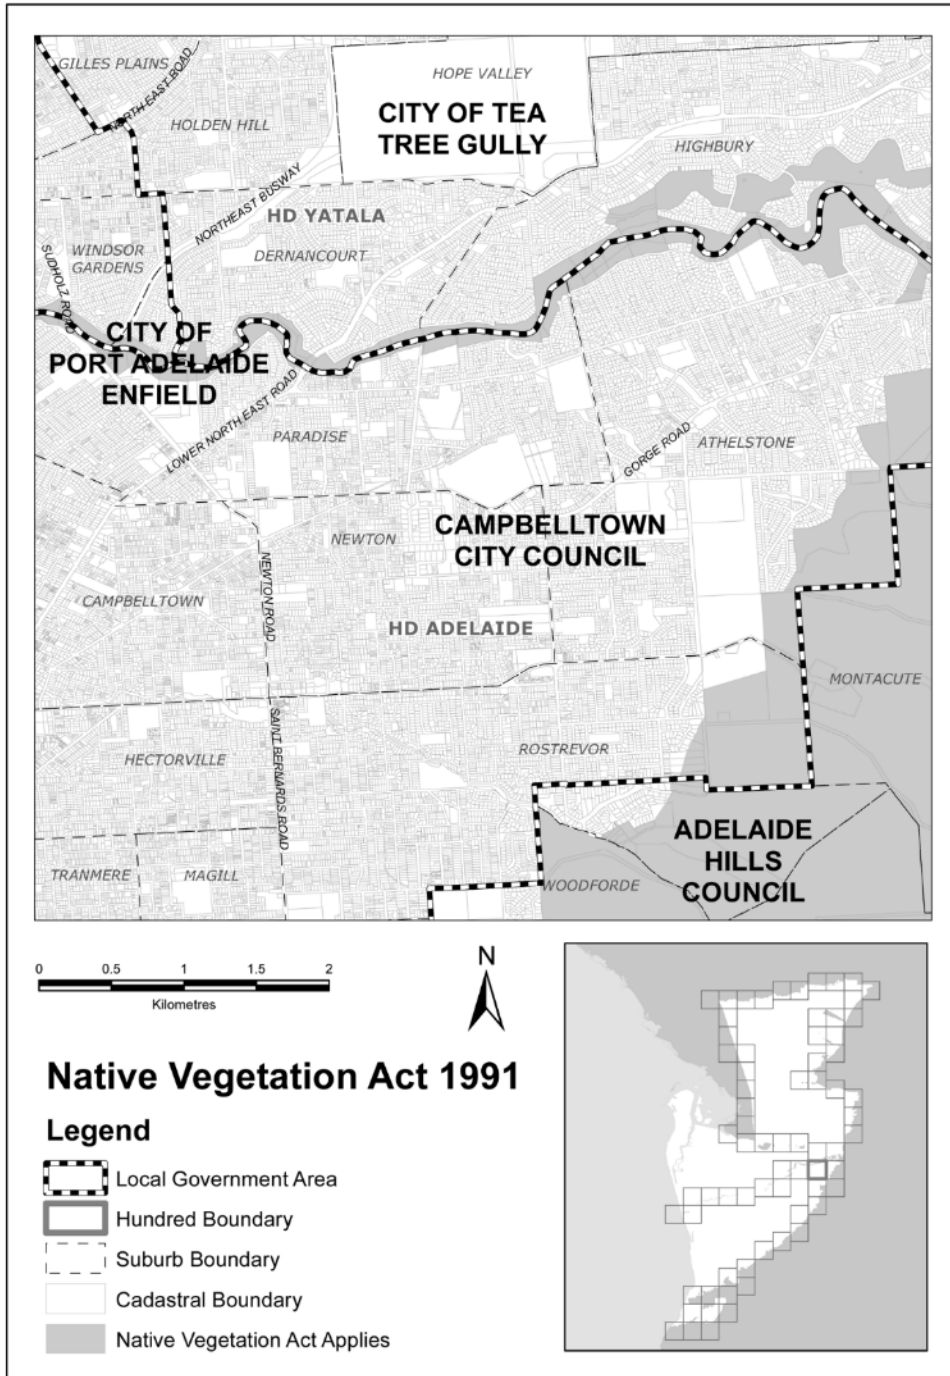 GILLES PLAINS
NORTH EAST ROAD
HOPE VALLEY
CITY OF TEA
TREE GULLY
HOLDEN HILL
HIGHBURY
NORTHEAST BUSWAY
HD YATALA
WINDSOR
GARDENS
DERNANCOURT
SUDHOLZ ROAD
CITY OF
PORT ADELAIDE
ENFIELD
LOWER NORTH EAST ROAD
PARADISE
GORGE ROAD
ATHELSTONE
CAMPBELLTOWN
CITY COUNCIL
NEWTON
NEWTON ROAD
CAMPBELLTOWN
HD ADELAIDE
MONTACUTE
SAINT BERNARDS ROAD
HECTORVILLE
ROSTREVOR
ADELAIDE
HILLS
COUNCIL
TRANMERE
MAGILL
WOODFORDE
0 0.5 1 1.5 2
Kilometres
N
Native Vegetation Act 1991
Legend
Local Government Area
Hundred Boundary
Suburb Boundary
Cadastral Boundary
Native Vegetation Act Applies